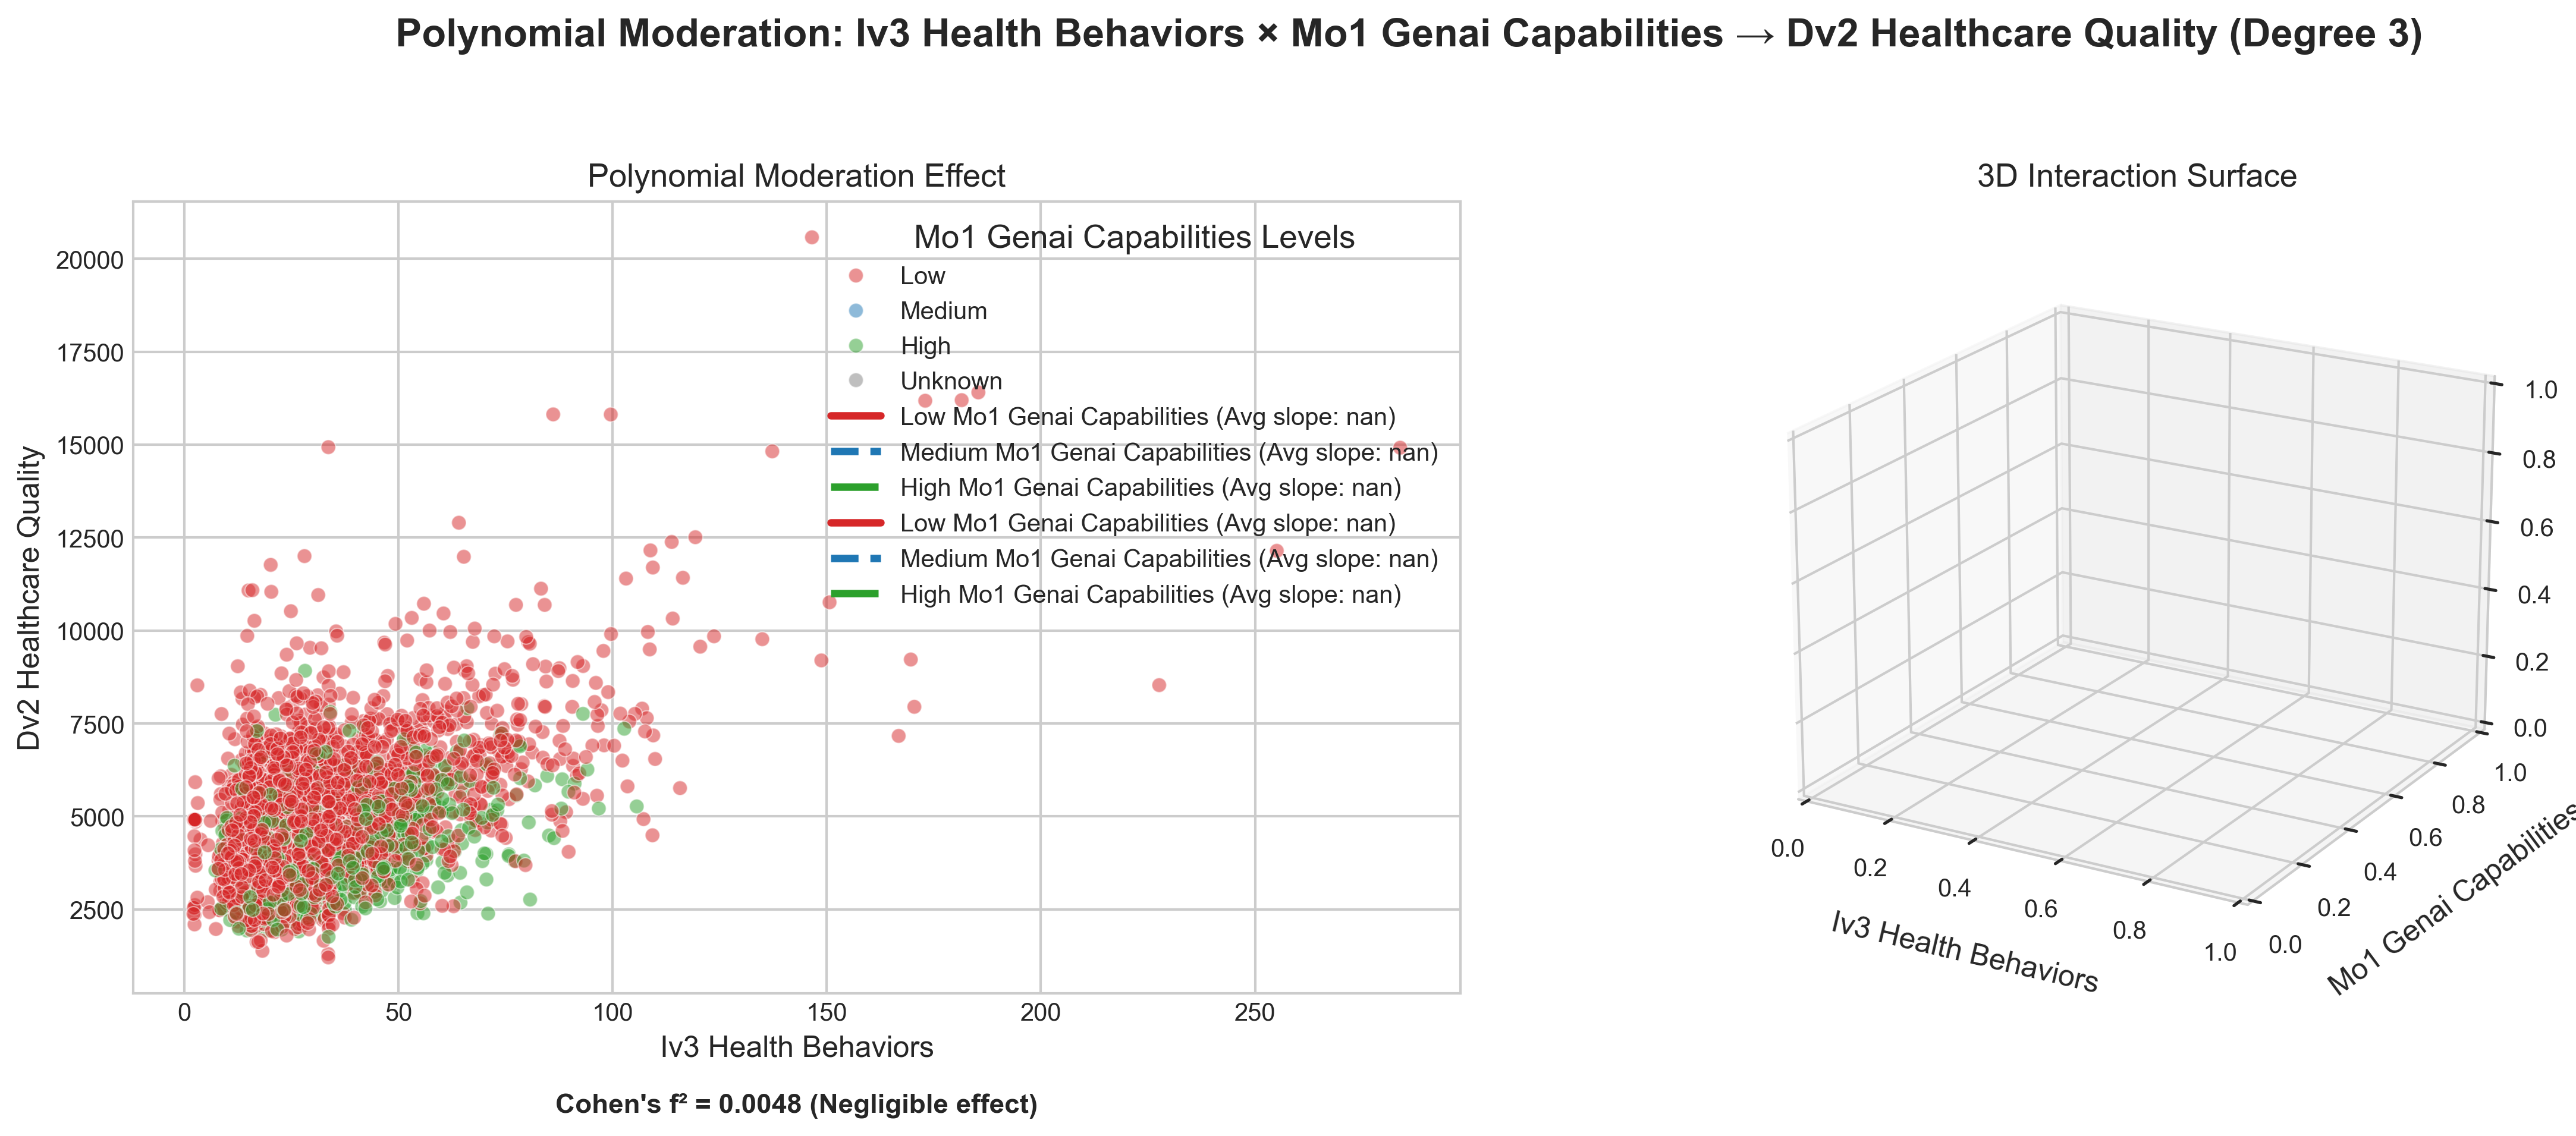 Polynomial Moderation: Iv3 Health Behaviors × Mo1 Genai Capabilities → Dv2 Healthcare Quality (Degree 3)
Polynomial Moderation Effect
Dv2 Healthcare Quality
20000
17500
15000
12500
10000
7500
5000
2500
Mo1 Genai Capabilities Levels
Low
Medium
High
Unknown
Low Mo1 Genai Capabilities (Avg slope: nan)
Medium Mo1 Genai Capabilities (Avg slope: nan)
High Mo1 Genai Capabilities (Avg slope: nan)
Low Mo1 Genai Capabilities (Avg slope: nan)
Medium Mo1 Genai Capabilities (Avg slope: nan)
High Mo1 Genai Capabilities (Avg slope: nan)
0 50 100 150 200 250
Iv3 Health Behaviors
Cohen's f² = 0.0048 (Negligible effect)
3D Interaction Surface
1.0
0.8
0.6
0.4
0.2
0.0
0.0 0.2 0.4 0.6 0.8 1.0
Iv3 Health Behaviors
0.0 0.2 0.4 0.6 0.8 1.0
Mo1 Genai Capabilities